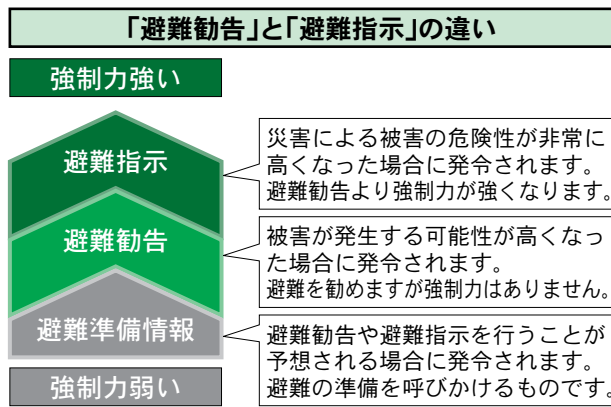 「避難勧告」と「避難指示」の違い
強制力強い
避難指示
災害による被害の危険性が非常に
高くなった場合に発令されます。
避難勧告より強制力が強くなります。
避難勧告
被害が発生する可能性が高くなっ
た場合に発令されます。
避難を勧めますが強制力はありません。
避難準備情報
避難勧告や避難指示を行うことが
予想される場合に発令されます。
避難の準備を呼びかけるものです。
強制力弱い